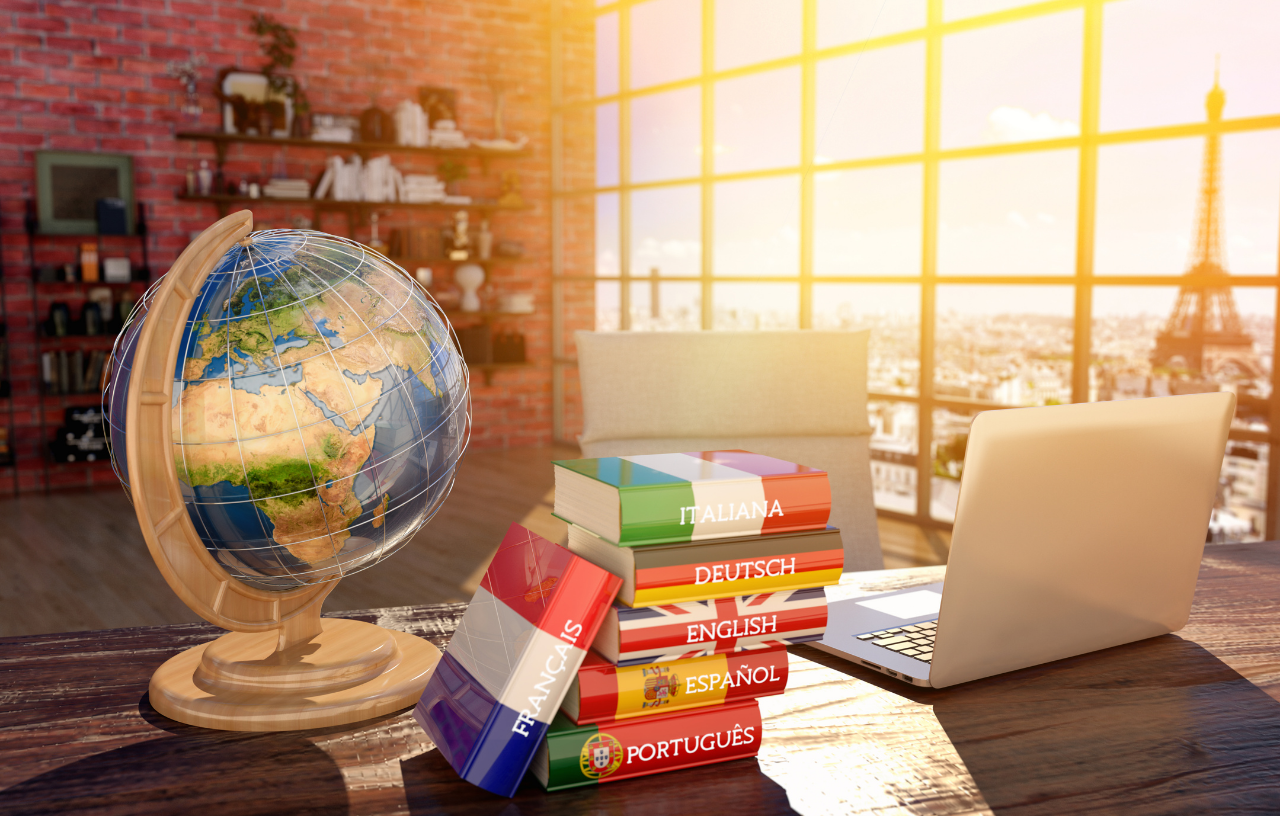 ITALIANA
DEUTSCH
ENGLISH
ESPAÑOL
PORTUGUÊS
FRANÇAIS